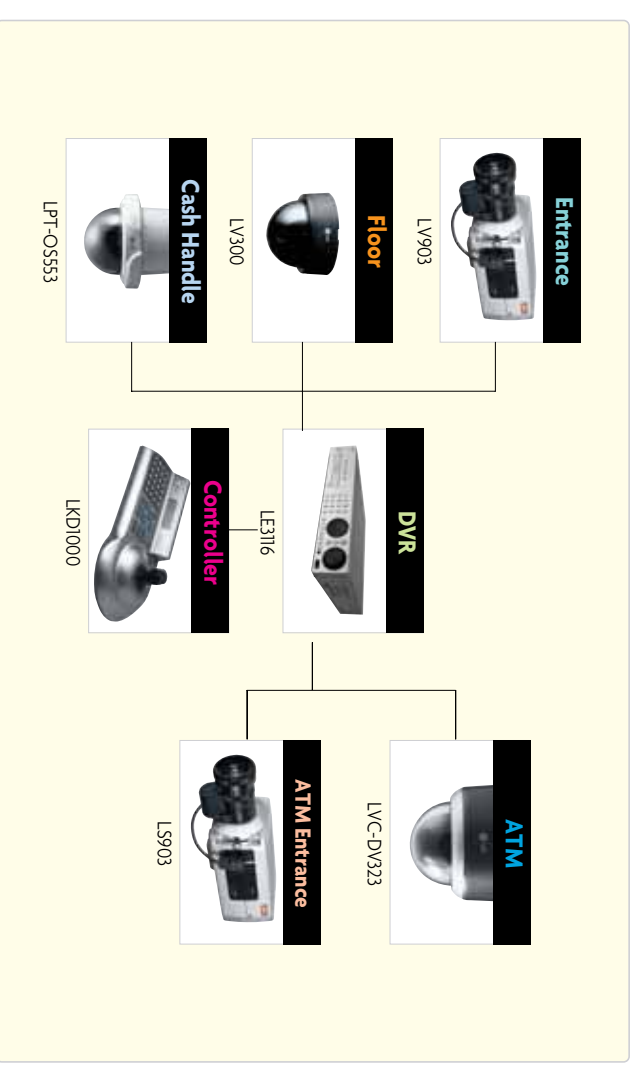 Entrance
LV903
Floor
LV300
Cash Handle
LPT-OS553
DVR
LE3116
Controller
LKD1000
ATM
LVC-DV323
ATM Entrance
LS903